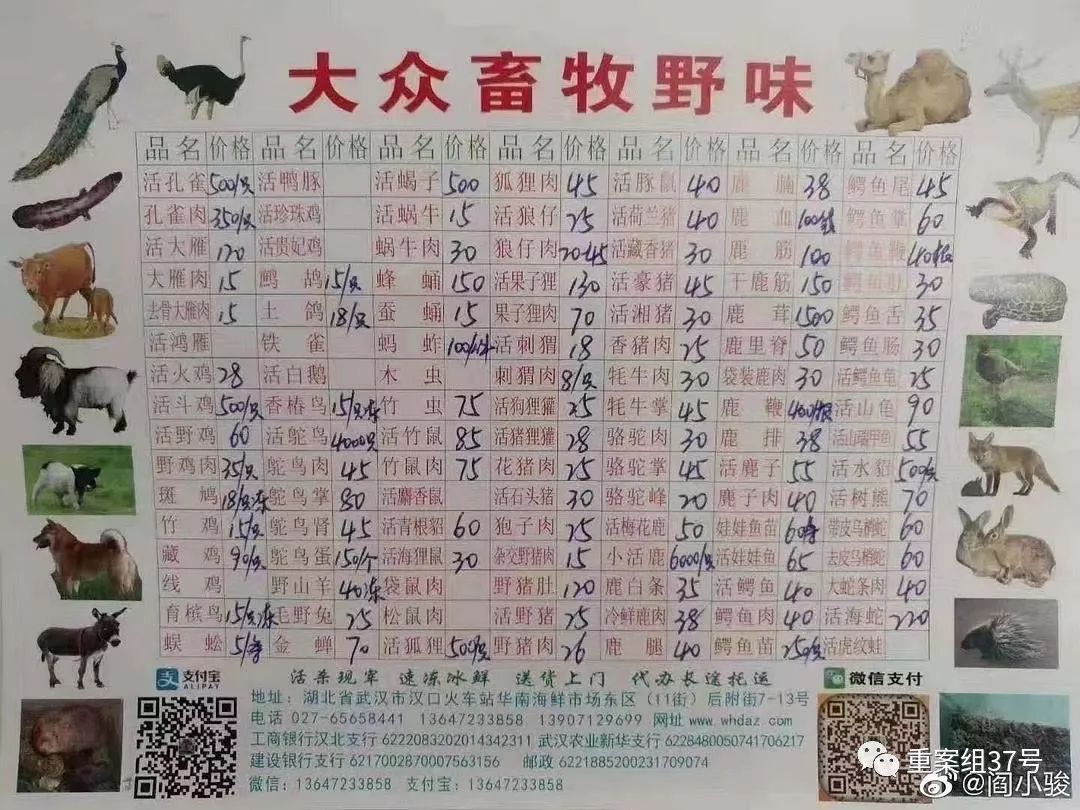 大众畜牧野味
品名 价格 品名 价格 品名 价格 品名 价格 品名 价格 品名 价格 品名 价格
活孔雀 500/只 活鸭豚 活蝎子 500 狐狸肉 45 活豚鼠 40 鹿腩 38 鳄鱼尾 45
孔雀肉 350/只 活珍珠鸡 活蜗牛 15 活狼仔 25 活荷兰猪 40 鹿血 鳄鱼掌 60
活大雁 120 活贵妃鸡 蜗牛肉 30 狼仔肉 活藏香猪 30 鹿筋 100 鳄鱼鞭
大雁肉 15 鹧鸪 15/只 蜂蛹 150 活果子狸 130 活豪猪 45 干鹿筋 150 鳄鱼肚 30
去骨大雁肉 15 土鸽 18/只 蚕蛹 15 果子狸肉 70 活湘猪 30 鹿茸 1500 鳄鱼舌 35
活鸿雁 铁雀 蚂蚱 活刺猬 18 香猪肉 25 鹿里脊 50 鳄鱼肠 30
活火鸡 28 活白鹅 木虫 刺猬肉 8/只 牦牛肉 30 袋装鹿肉 30 活鳄鱼龟 25
活斗鸡 500/只 香椿鸟 15/只冻 竹虫 75 活狗狸獾 25 牦牛掌 45 鹿鞭 活山龟 90
活野鸡 60 活鸵鸟 4000只 活竹鼠 85 活猪狸獾 28 骆驼肉 30 鹿排 38 活山瑞甲鱼 55
野鸡肉 35/只 鸵鸟肉 45 竹鼠肉 75 花猪肉 25 骆驼掌 45 活麂子 55 活水貂 500/只
斑鸠 18/只冻 鸵鸟掌 80 活麝香鼠 活石头猪 30 骆驼峰 20 麂子肉 40 活树熊 70
竹鸡 15/只 鸵鸟肾 45 活青根貂 60 狍子肉 25 活梅花鹿 50 娃娃鱼苗 带皮乌梢蛇 60
藏鸡 90/只 鸵鸟蛋 150/个 活海狸鼠 30 杂交野猪肉 15 小活鹿 6000/只 活娃娃鱼 65 去皮乌梢蛇 60
线鸡 野山羊 40冻 袋鼠肉 野猪肚 120 鹿白条 35 活鳄鱼 40 大蛇条肉 40
育槟鸟 15/只冻 毛野兔 25 松鼠肉 活野猪 25 冷鲜鹿肉 38 鳄鱼肉 40 活海蛇 220
蜈蚣 金蝉 70 活狐狸 500/只 野猪肉 26 鹿腿 40 鳄鱼苗 250/只 活虎纹蛙
支付宝 ALIPAY 活杀现宰 速冻冰鲜 送货上门 代办长途托运 微信支付
地址:湖北省武汉市汉口火车站华南海鲜市场东区(11街)后附街7-13号
电话 027-65658441 13647233858 13907129699 网址 www.whdaz.com
工商银行汉北支行 6222083202014342311 武汉农业新华支行 6228480050741706217
建设银行支行 6217002870007563156 邮政 6221885200231709074
微信:13647233858 支付宝:13647233858
重案组37号
@阎小骏